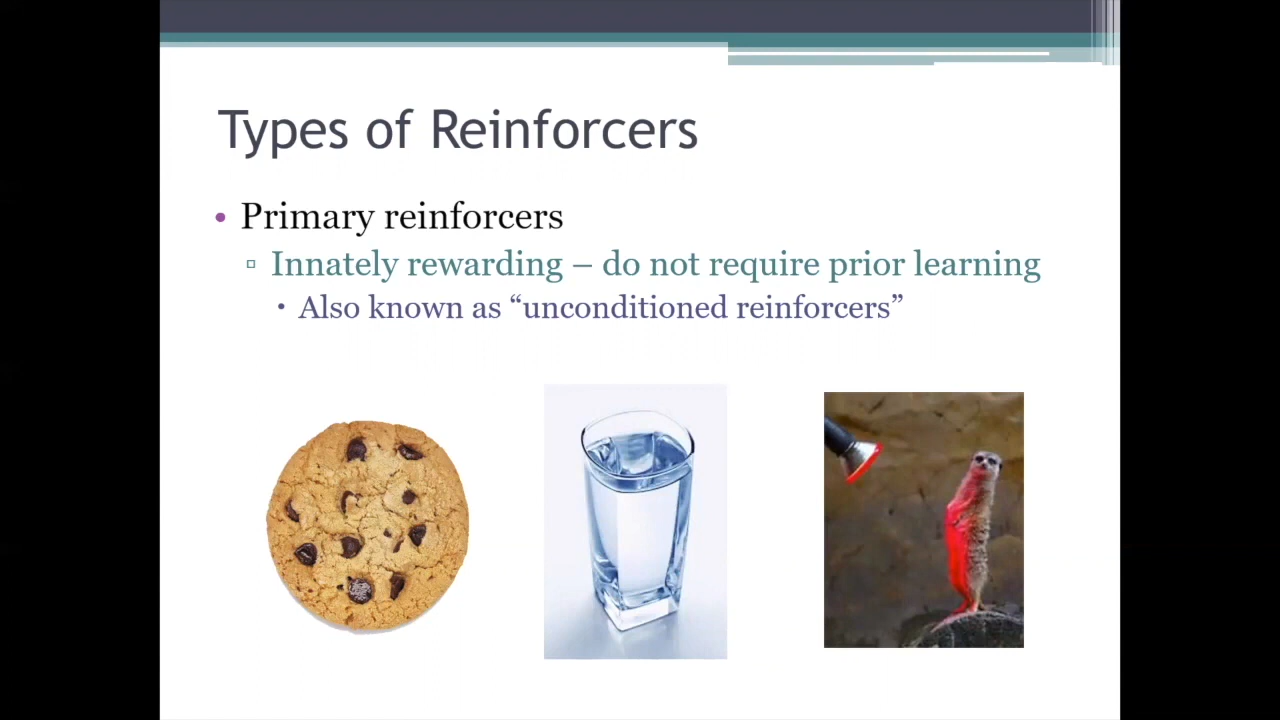 Types of Reinforcers
• Primary reinforcers
▫ Innately rewarding – do not require prior learning
▪ Also known as “unconditioned reinforcers”